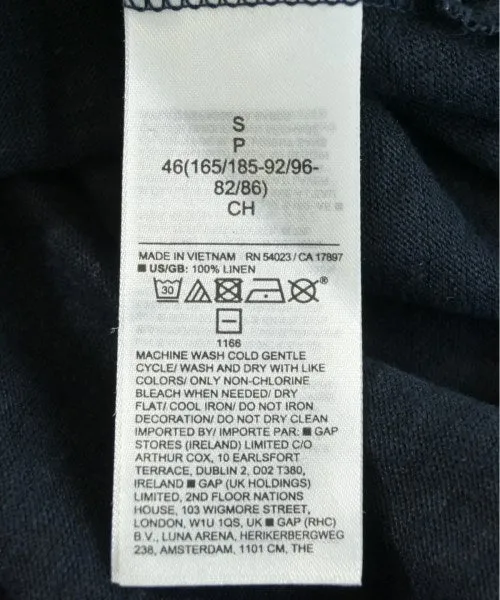 S
P
46(165/185-92/96-
82/86)
CH
MADE IN VIETNAM RN 54023 / CA 17897
■ US/GB: 100% LINEN
30
®
1166
MACHINE WASH COLD GENTLE
CYCLE/ WASH AND DRY WITH LIKE
COLORS/ ONLY NON-CHLORINE
BLEACH WHEN NEEDED/ DRY
FLAT/ COOL IRON/ DO NOT IRON
DECORATION/ DO NOT DRY CLEAN
IMPORTED BY/ IMPORTE PAR: ■ GAP
STORES (IRELAND) LIMITED C/O
ARTHUR COX, 10 EARLSFORT
TERRACE, DUBLIN 2, D02 T380,
IRELAND ■ GAP (UK HOLDINGS)
LIMITED, 2ND FLOOR NATIONS
HOUSE, 103 WIGMORE STREET,
LONDON, W1U 1QS, UK ■ GAP (RHC)
B.V., LUNA ARENA, HERIKERBERGWEG
238, AMSTERDAM, 1101 CM, THE